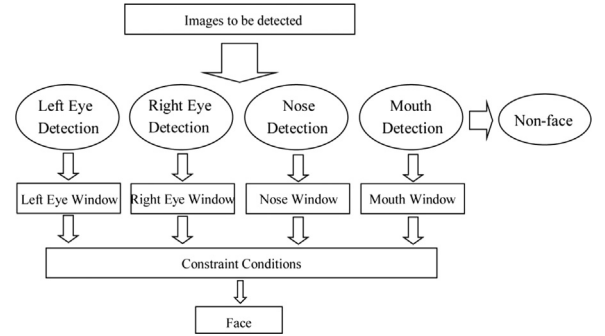 Images to be detected
Left Eye
Detection
Right Eye
Detection
Nose
Detection
Mouth
Detection
Non-face
Left Eye Window
Right Eye Window
Nose Window
Mouth Window
Constraint Conditions
Face